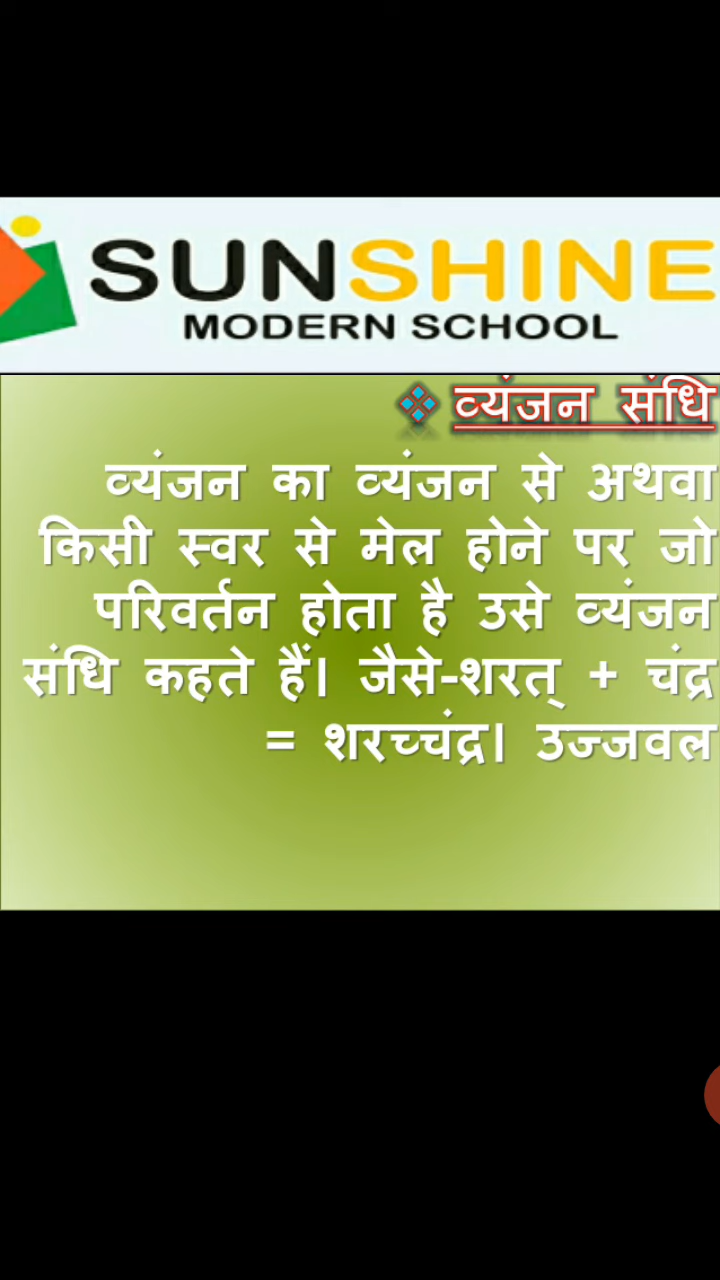 SUNSHINE
MODERN SCHOOL
व्यंजन संधि
व्यंजन का व्यंजन से अथवा
किसी स्वर से मेल होने पर जो
परिवर्तन होता है उसे व्यंजन
संधि कहते हैं। जैसे-शरत् + चंद्र
= शरच्चंद्र। उज्जवल